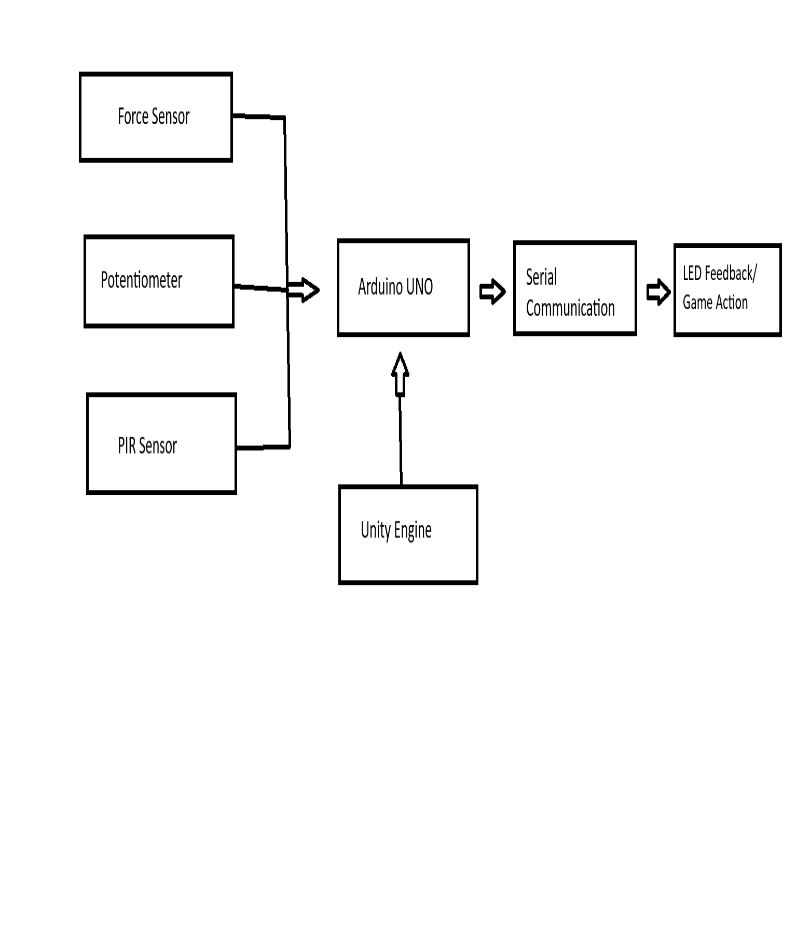 Force Sensor
Potentiometer
Arduino UNO
Serial
Communication
LED Feedback/
Game Action
PIR Sensor
Unity Engine